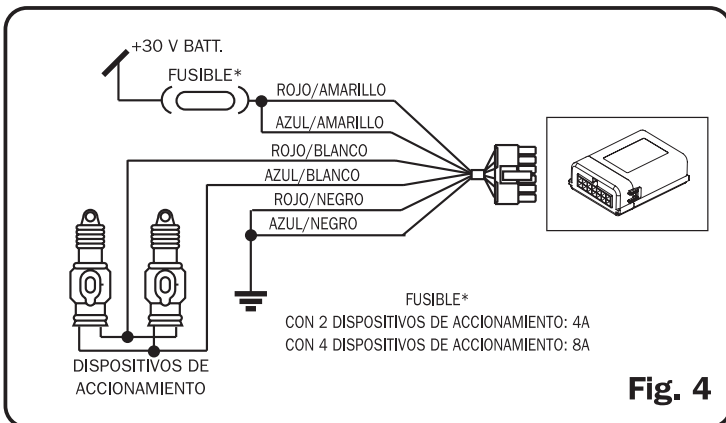 +30 V BATT.
FUSIBLE*
ROJO/AMARILLO
AZUL/AMARILLO
ROJO/BLANCO
AZUL/BLANCO
ROJO/NEGRO
AZUL/NEGRO
FUSIBLE*
CON 2 DISPOSITIVOS DE ACCIONAMIENTO: 4A
CON 4 DISPOSITIVOS DE ACCIONAMIENTO: 8A
DISPOSITIVOS DE
ACCIONAMIENTO
Fig. 4